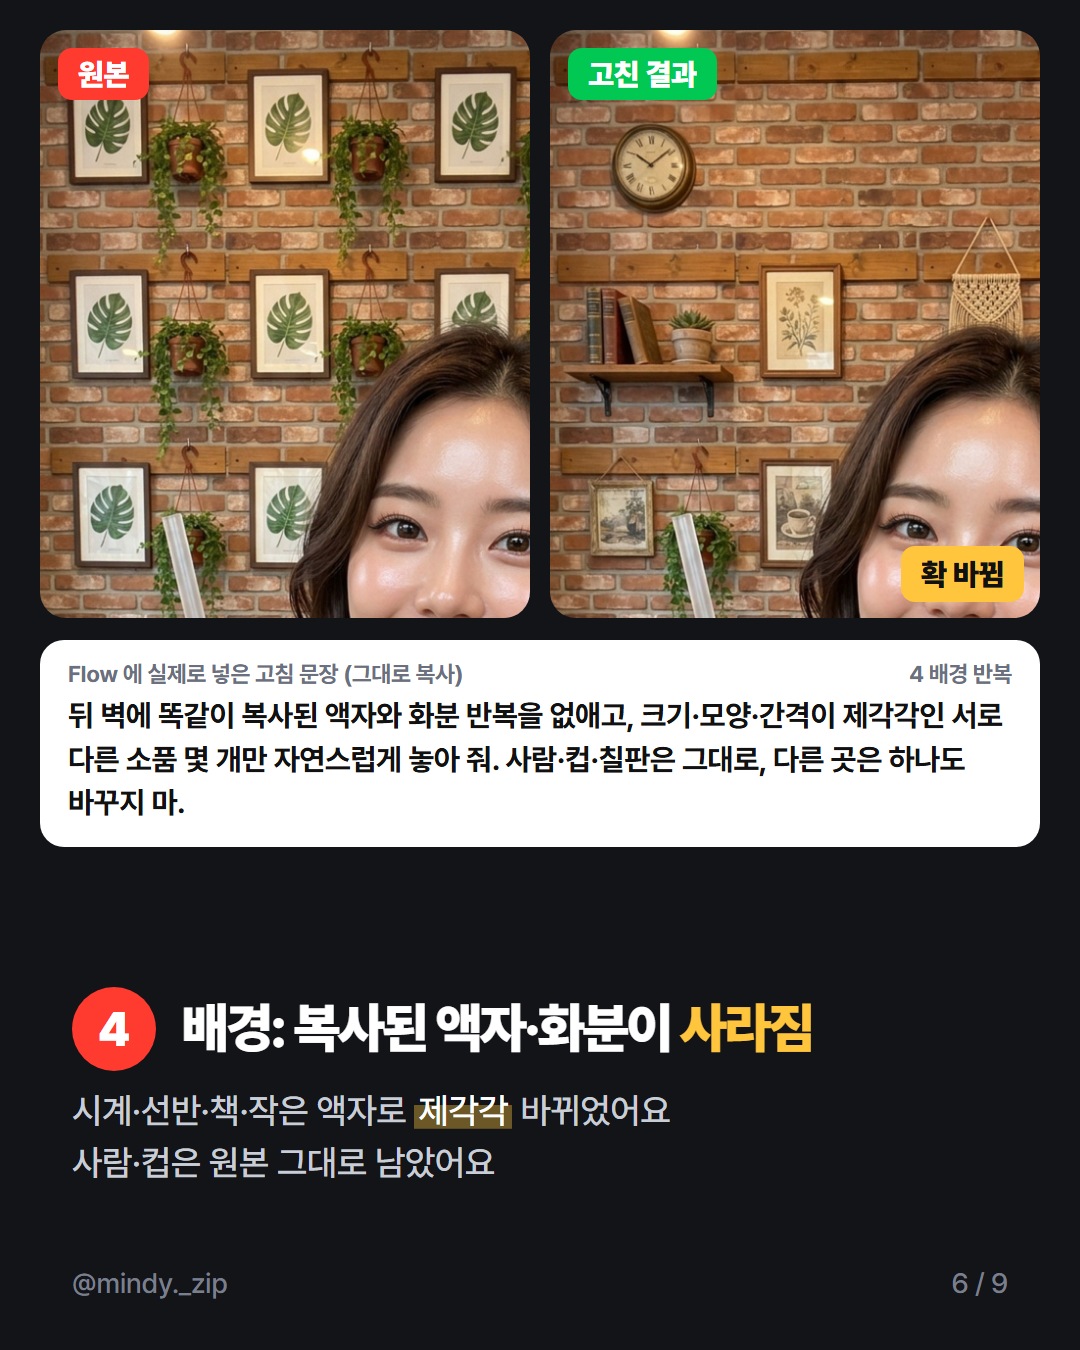 원본
고친 결과
확 바뀜
Flow 에 실제로 넣은 고침 문장 (그대로 복사)
4 배경 반복
뒤 벽에 똑같이 복사된 액자와 화분 반복을 없애고, 크기·모양·간격이 제각각인 서로
다른 소품 몇 개만 자연스럽게 놓아 줘. 사람·컵·칠판은 그대로, 다른 곳은 하나도
바꾸지 마.
4
배경: 복사된 액자·화분이 사라짐
시계·선반·책·작은 액자로 제각각 바뀌었어요
사람·컵은 원본 그대로 남았어요
@mindy._zip
6 / 9